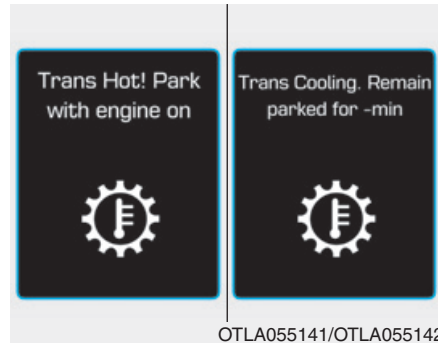 Trans Hot! Park
with engine on
Trans Cooling. Remain
parked for -min
OTLA055141/OTLA055142